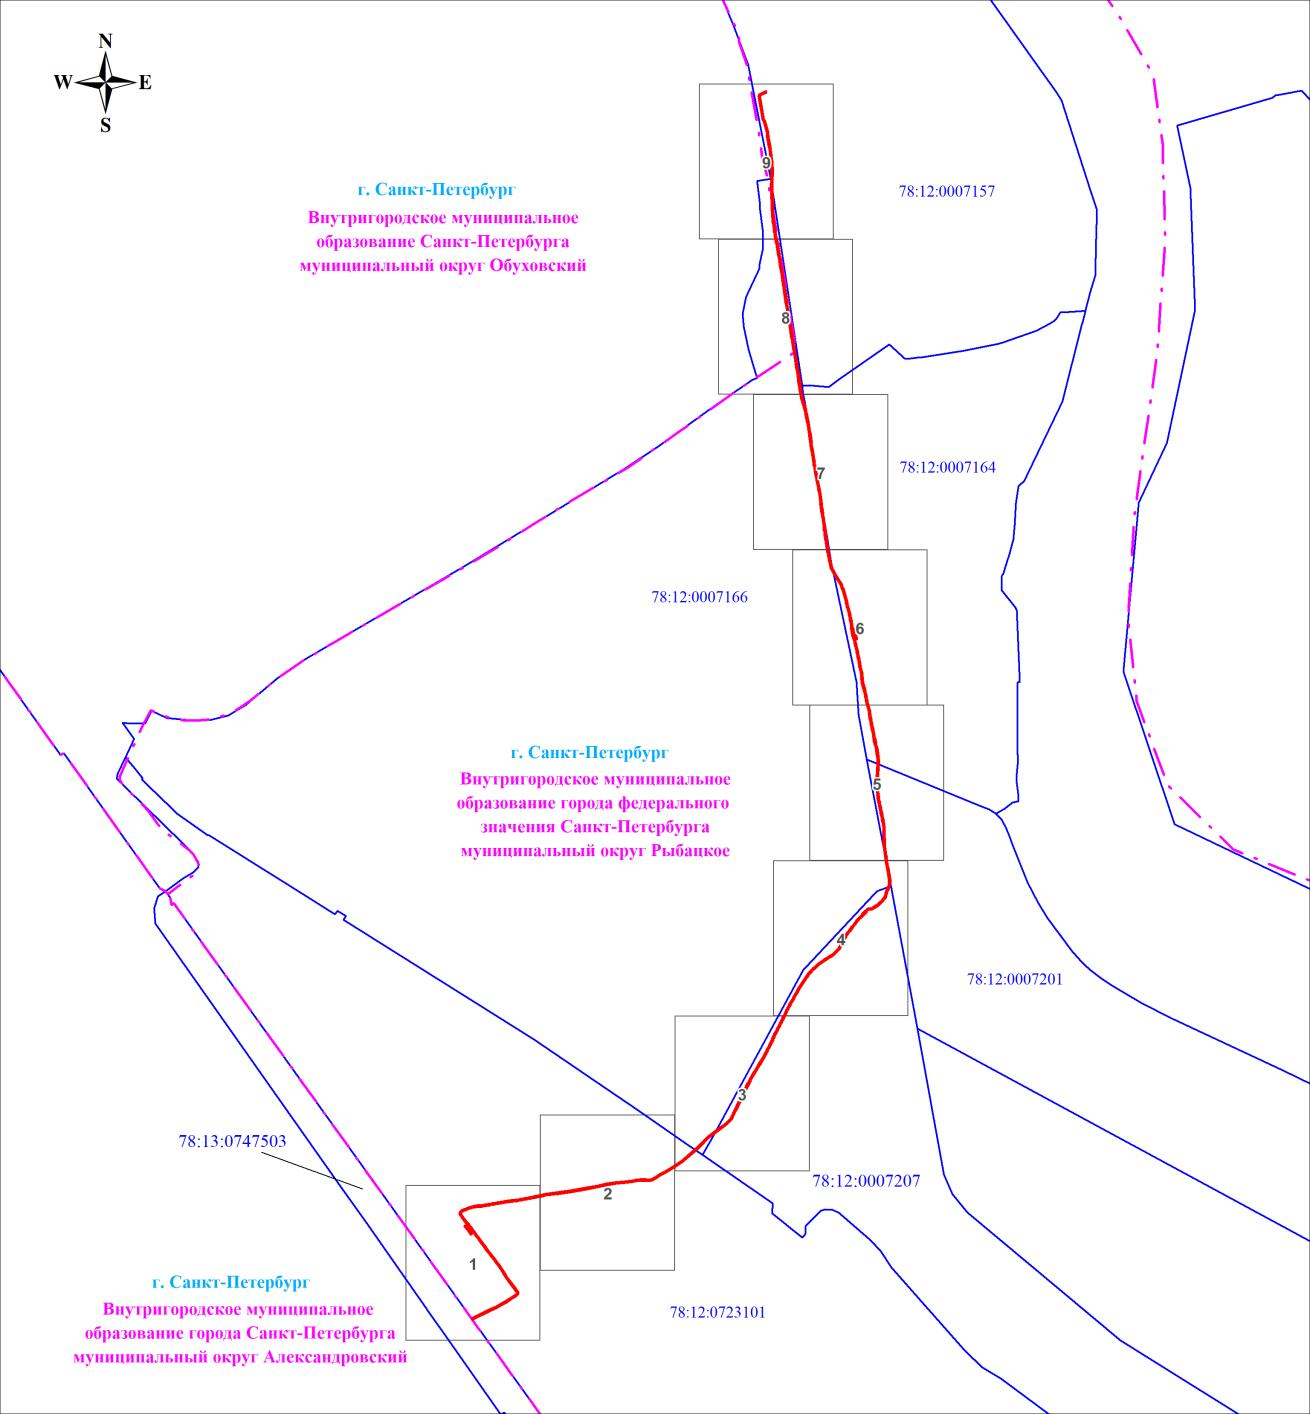 N
W E
S
г. Санкт-Петербург
Внутригородское муниципальное
образование Санкт-Петербурга
муниципальный округ Обуховский
9
78:12:0007157
8
7
78:12:0007164
78:12:0007166
6
г. Санкт-Петербург
Внутригородское муниципальное
образование города федерального
значения Санкт-Петербурга
муниципальный округ Рыбацкое
5
4
78:12:0007201
3
78:13:0747503
78:12:0007207
2
1
г. Санкт-Петербург
Внутригородское муниципальное
образование города Санкт-Петербурга
муниципальный округ Александровский
78:12:0723101